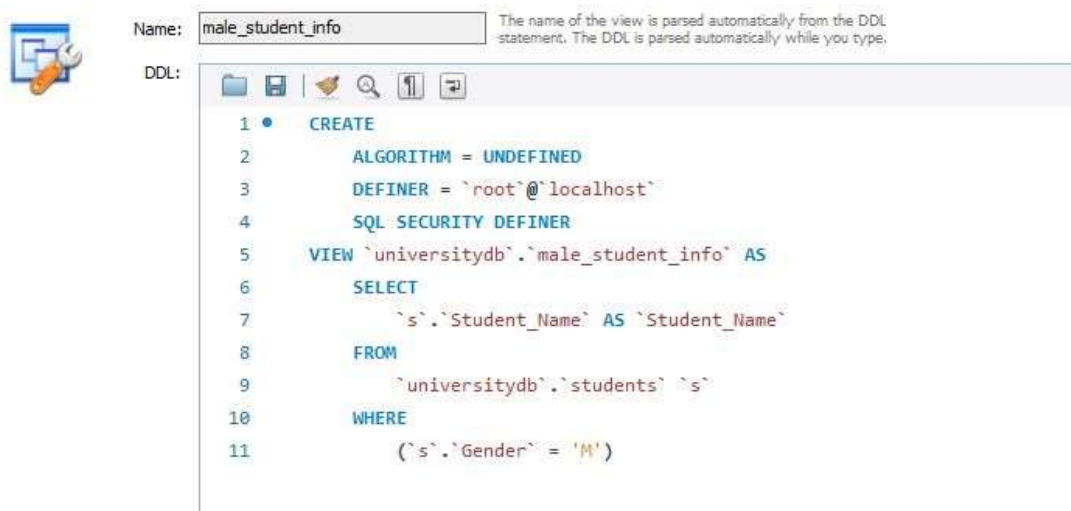 Name: male_student_info The name of the view is parsed automatically from the DDL
statement. The DDL is parsed automatically while you type.
DDL:
1 CREATE
2 ALGORITHM = UNDEFINED
3 DEFINER = `root`@`localhost`
4 SQL SECURITY DEFINER
5 VIEW `universitydb`.`male_student_info` AS
6 SELECT
7 `s`.`Student_Name` AS `Student_Name`
8 FROM
9 `universitydb`.`students` `s`
10 WHERE
11 (`s`.`Gender` = 'M')